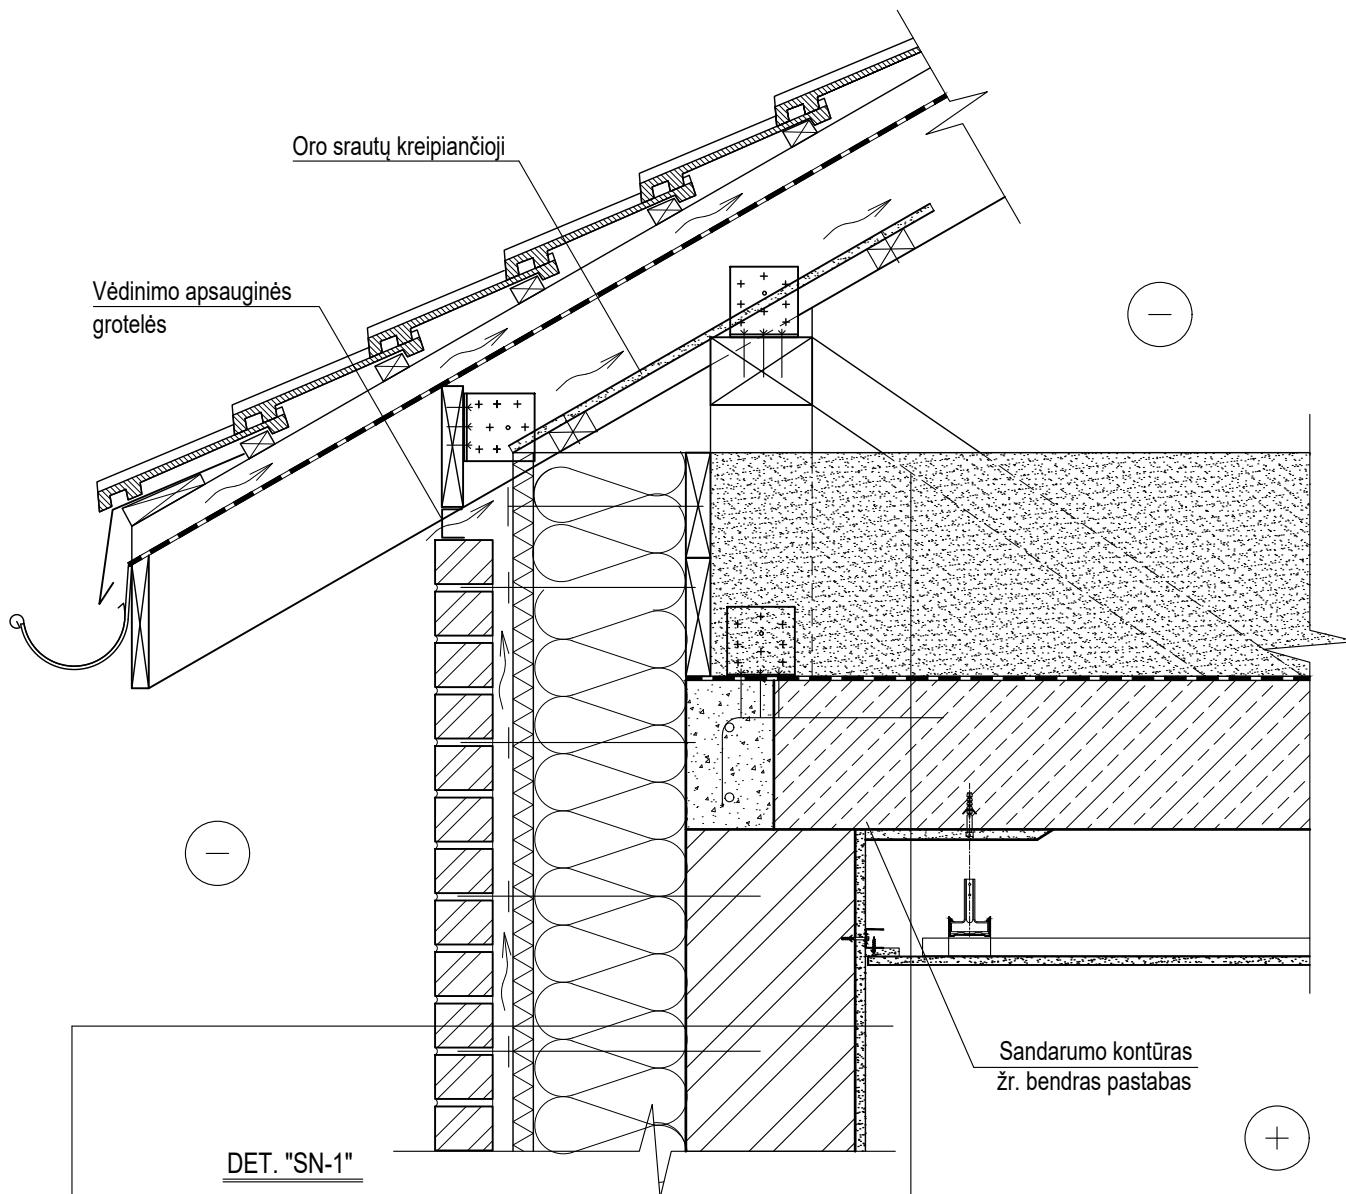 Oro srautų kreipiančioji
Vėdinimo apsauginės
grotelės
Sandarumo kontūras
žr. bendras pastabas
DET. "SN-1"